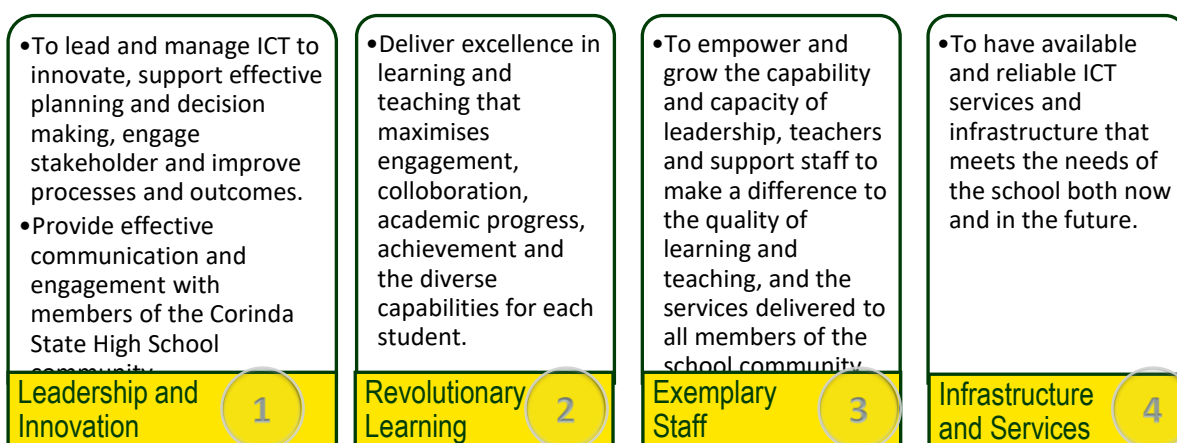 •To lead and manage ICT to
innovate, support effective
planning and decision
making, engage
stakeholder and improve
processes and outcomes.
•Provide effective
communication and
engagement with
members of the Corinda
State High School
community
Leadership and
Innovation
1
•Deliver excellence in
learning and
teaching that
maximises
engagement,
colloboration,
academic progress,
achievement and
the diverse
capabilities for each
student.
Revolutionary
Learning
2
•To empower and
grow the capability
and capacity of
leadership, teachers
and support staff to
make a difference to
the quality of
learning and
teaching, and the
services delivered to
all members of the
school community
Exemplary
Staff
3
•To have available
and reliable ICT
services and
infrastructure that
meets the needs of
the school both now
and in the future.
Infrastructure
and Services
4